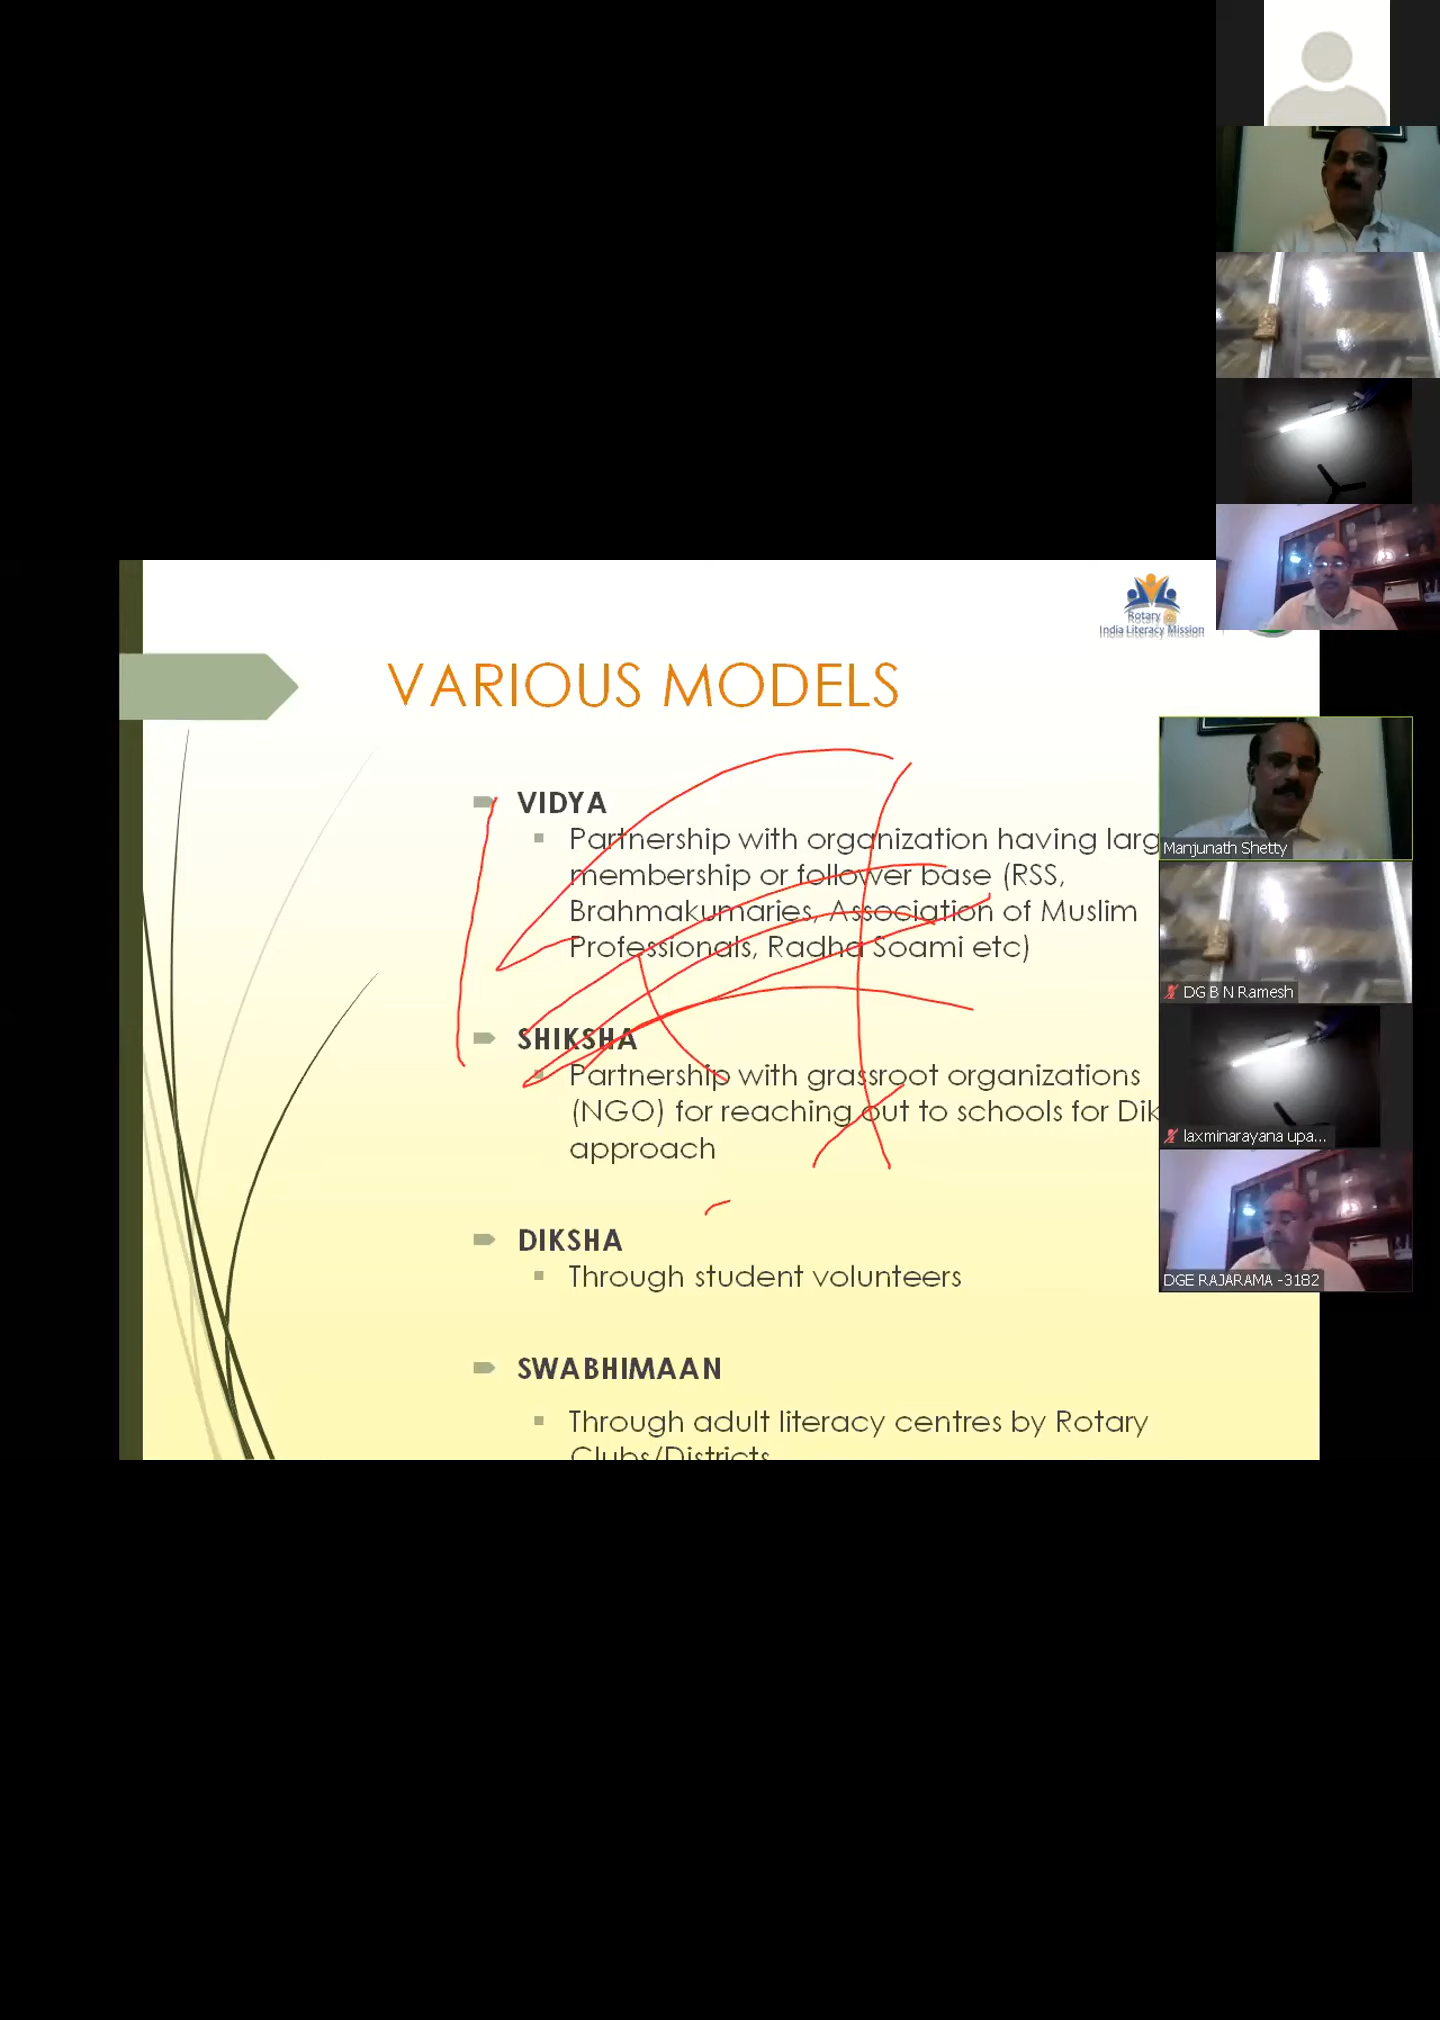 Rotary
India Literacy Mission
VARIOUS MODELS
VIDYA
Partnership with organization having larg
membership or follower base (RSS,
Brahmakumaries, Association of Muslim
Professionals, Radha Soami etc)
SHIKSHA
Partnership with grassroot organizations
(NGO) for reaching out to schools for Dik
approach
DIKSHA
Through student volunteers
SWABHIMAAN
Through adult literacy centres by Rotary
Clubs/Districts
Manjunath Shetty
DG B N Ramesh
laxminarayana upa...
DGE RAJARAMA -3182